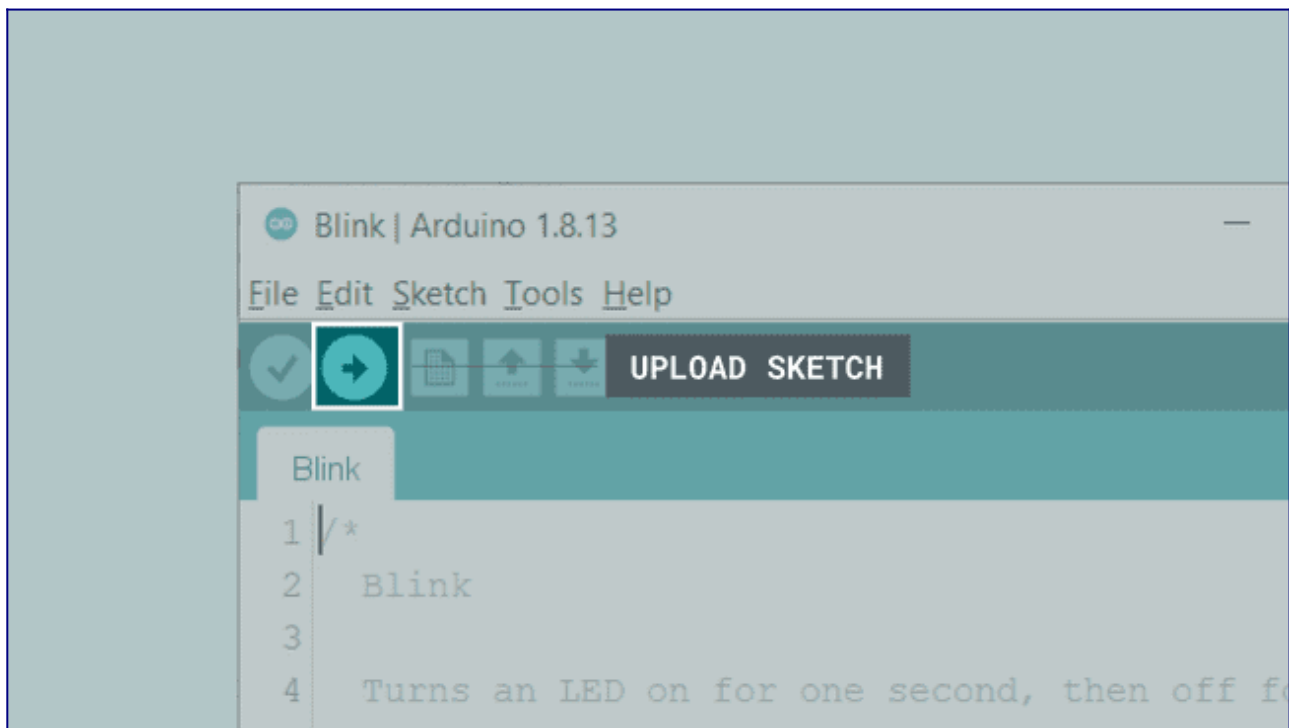 Blink | Arduino 1.8.13
File Edit Sketch Tools Help
UPLOAD SKETCH
Blink
1 /*
2 Blink
3
4 Turns an LED on for one second, then off